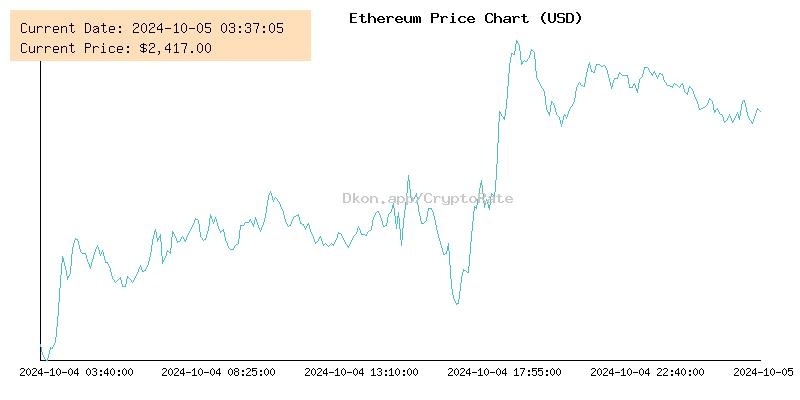 Ethereum Price Chart (USD)
Current Date: 2024-10-05 03:37:05
Current Price: $2,417.00
Dkon.app/CryptoRate
2024-10-04 03:40:00 2024-10-04 08:25:00 2024-10-04 13:10:00 2024-10-04 17:55:00 2024-10-04 22:40:00 2024-10-05